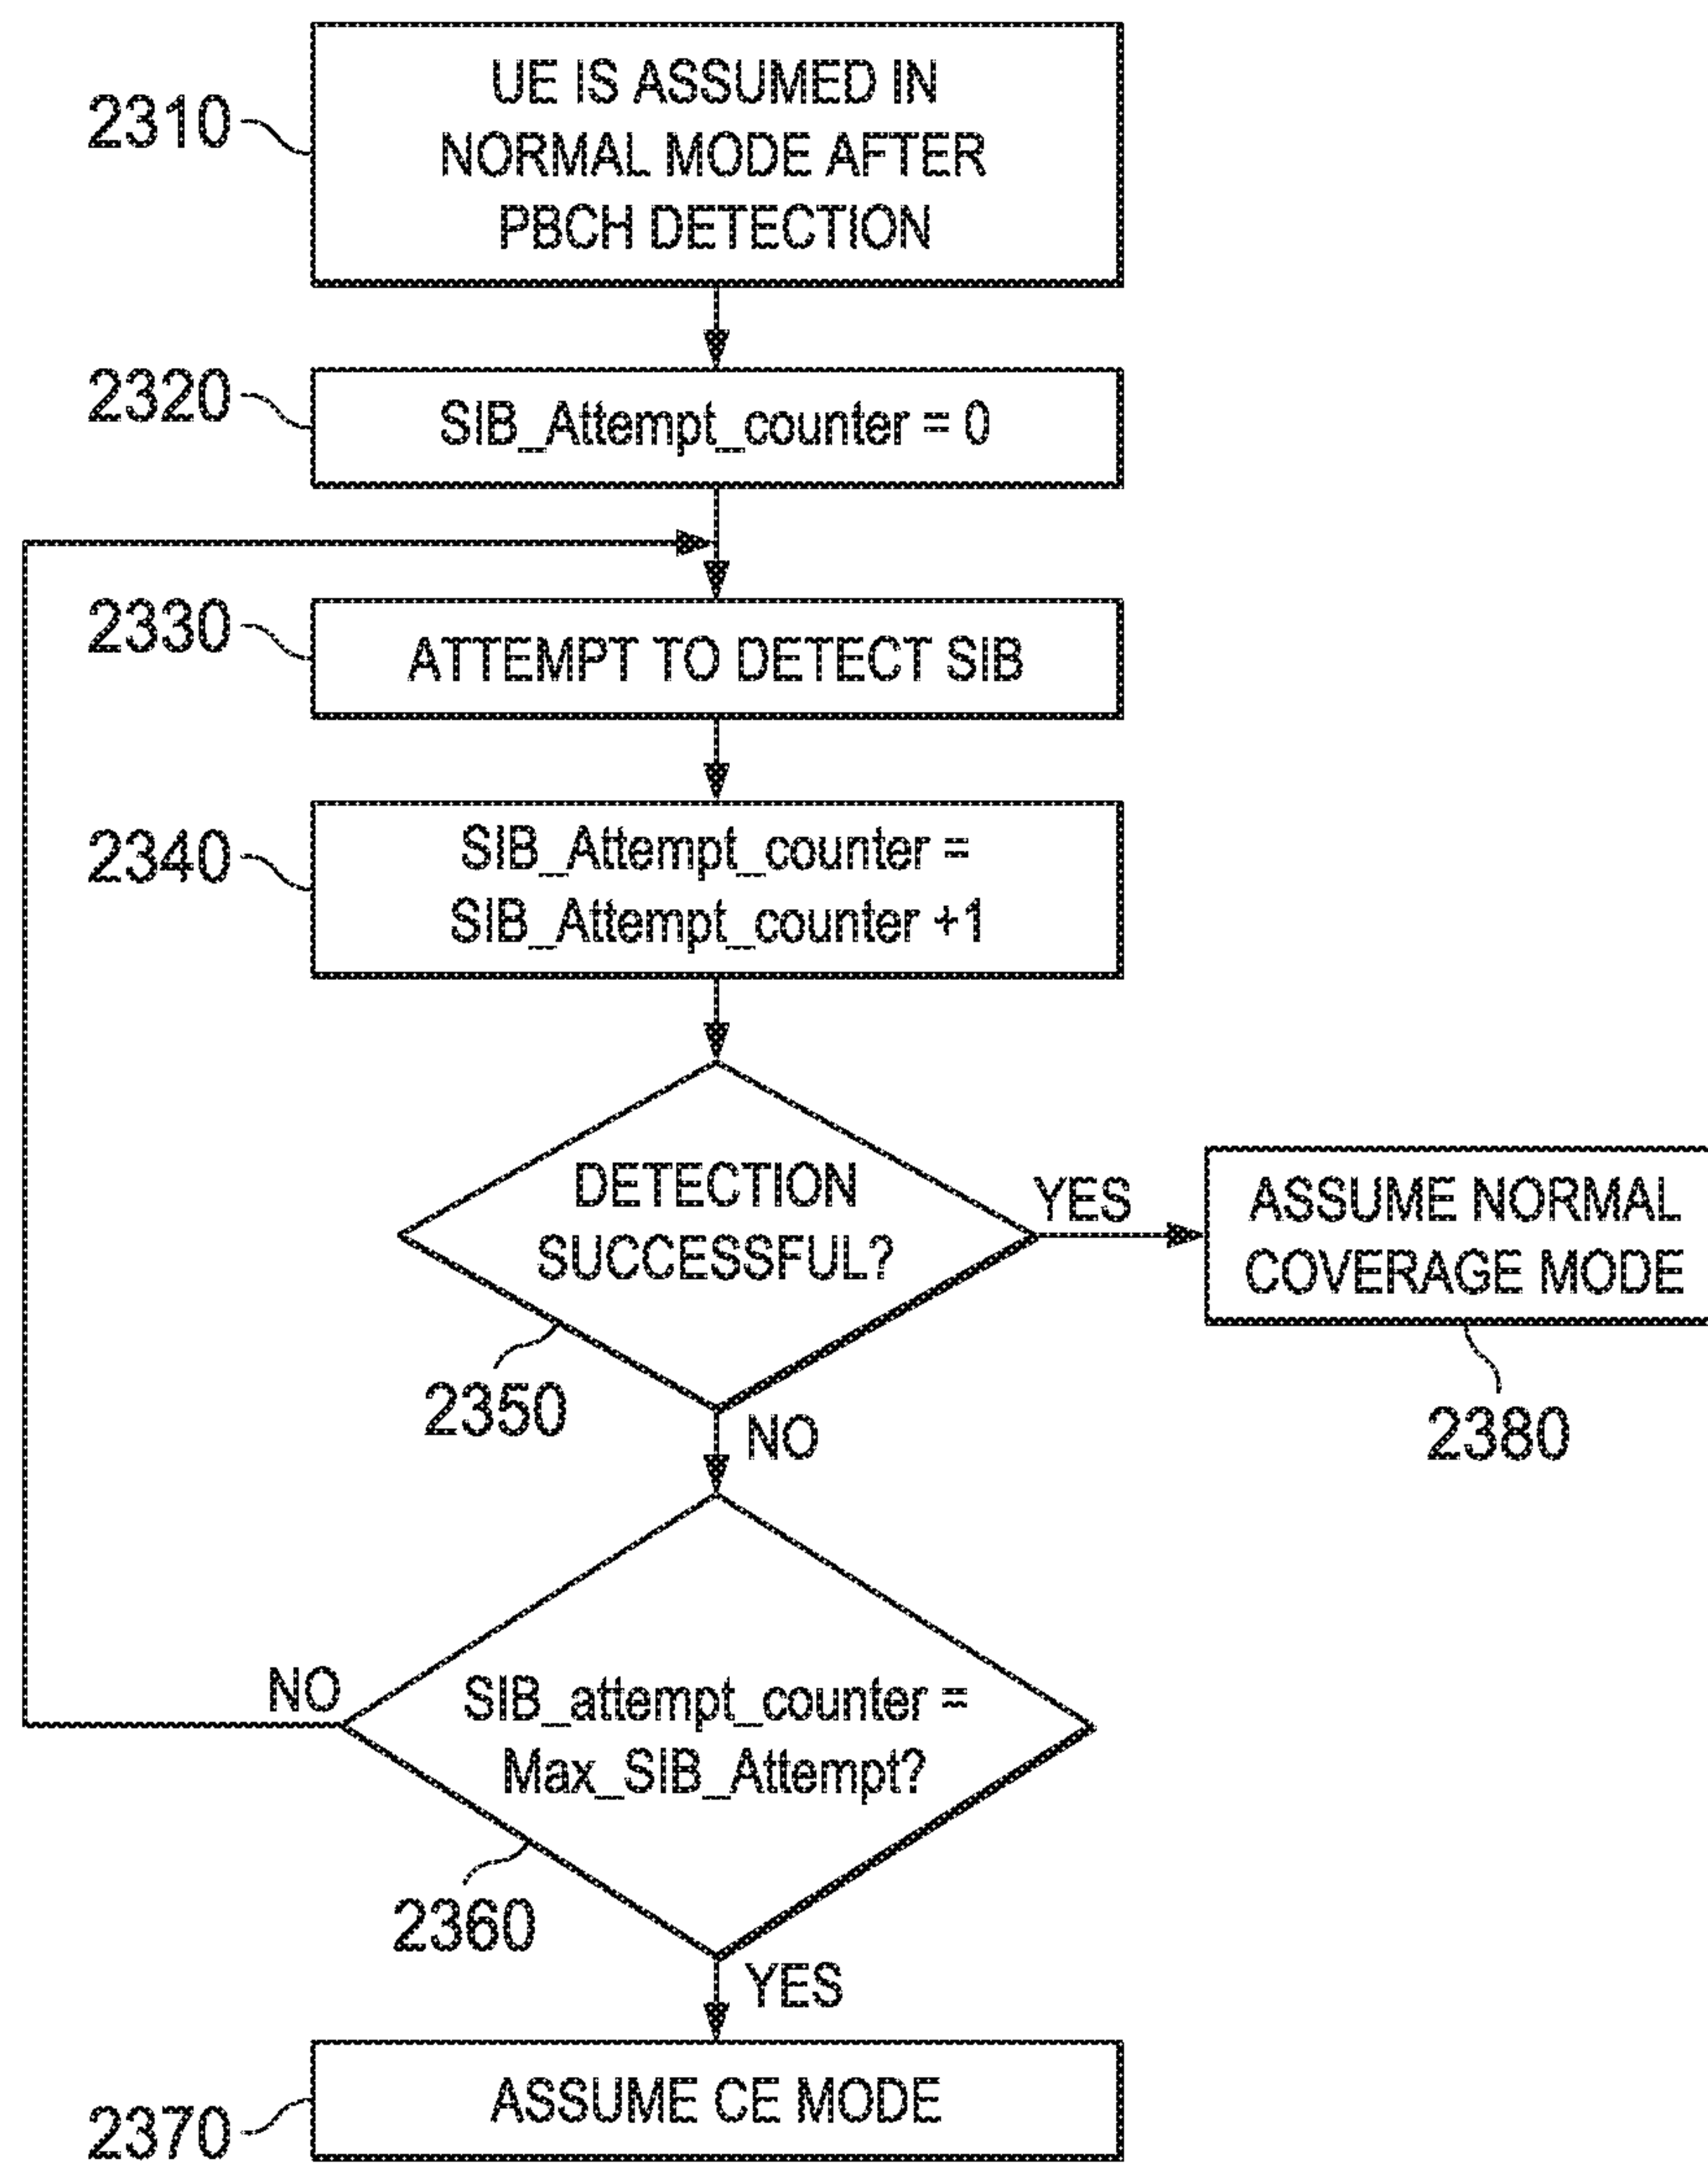 2310
UE IS ASSUMED IN
NORMAL MODE AFTER
PBCH DETECTION
2320
SIB_Attempt_counter = 0
2330
ATTEMPT TO DETECT SIB
2340
SIB_Attempt_counter =
SIB_Attempt_counter +1
DETECTION
SUCCESSFUL?
YES
ASSUME NORMAL
COVERAGE MODE
2350
NO
2380
NO
SIB_attempt_counter =
Max_SIB_Attempt?
2360
YES
ASSUME CE MODE
2370